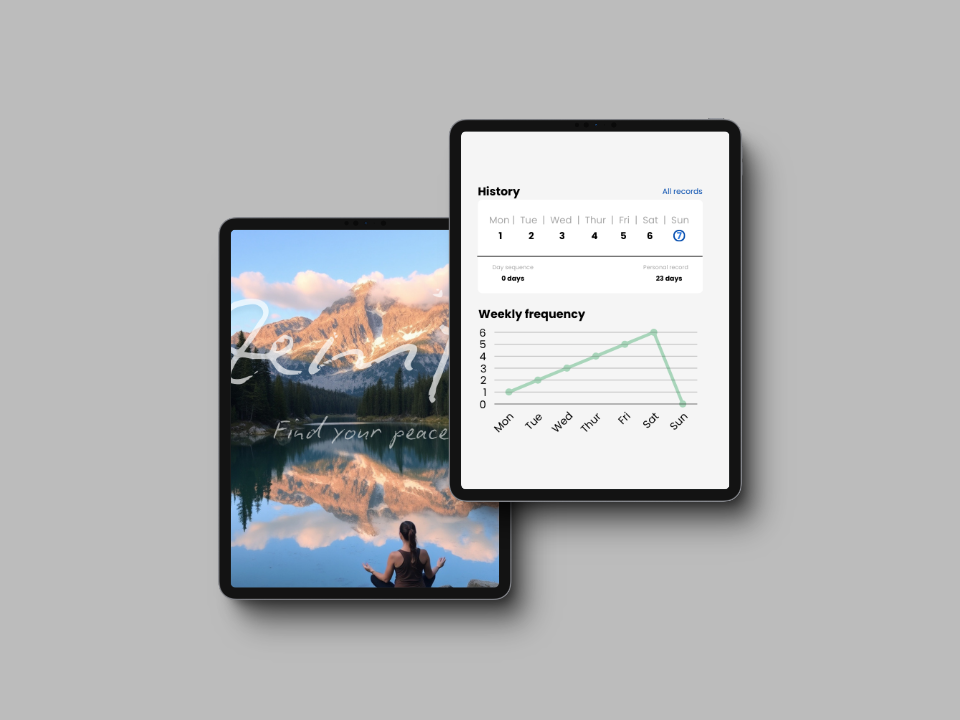 Find your peace
History
All records
Mon | Tue | Wed | Thur | Fri | Sat | Sun
1 2 3 4 5 6 7
Day sequence
Personal record
0 days
23 days
Weekly frequency
6
5
4
3
2
1
0
Mon Tue Wed Thur Fri Sat Sun